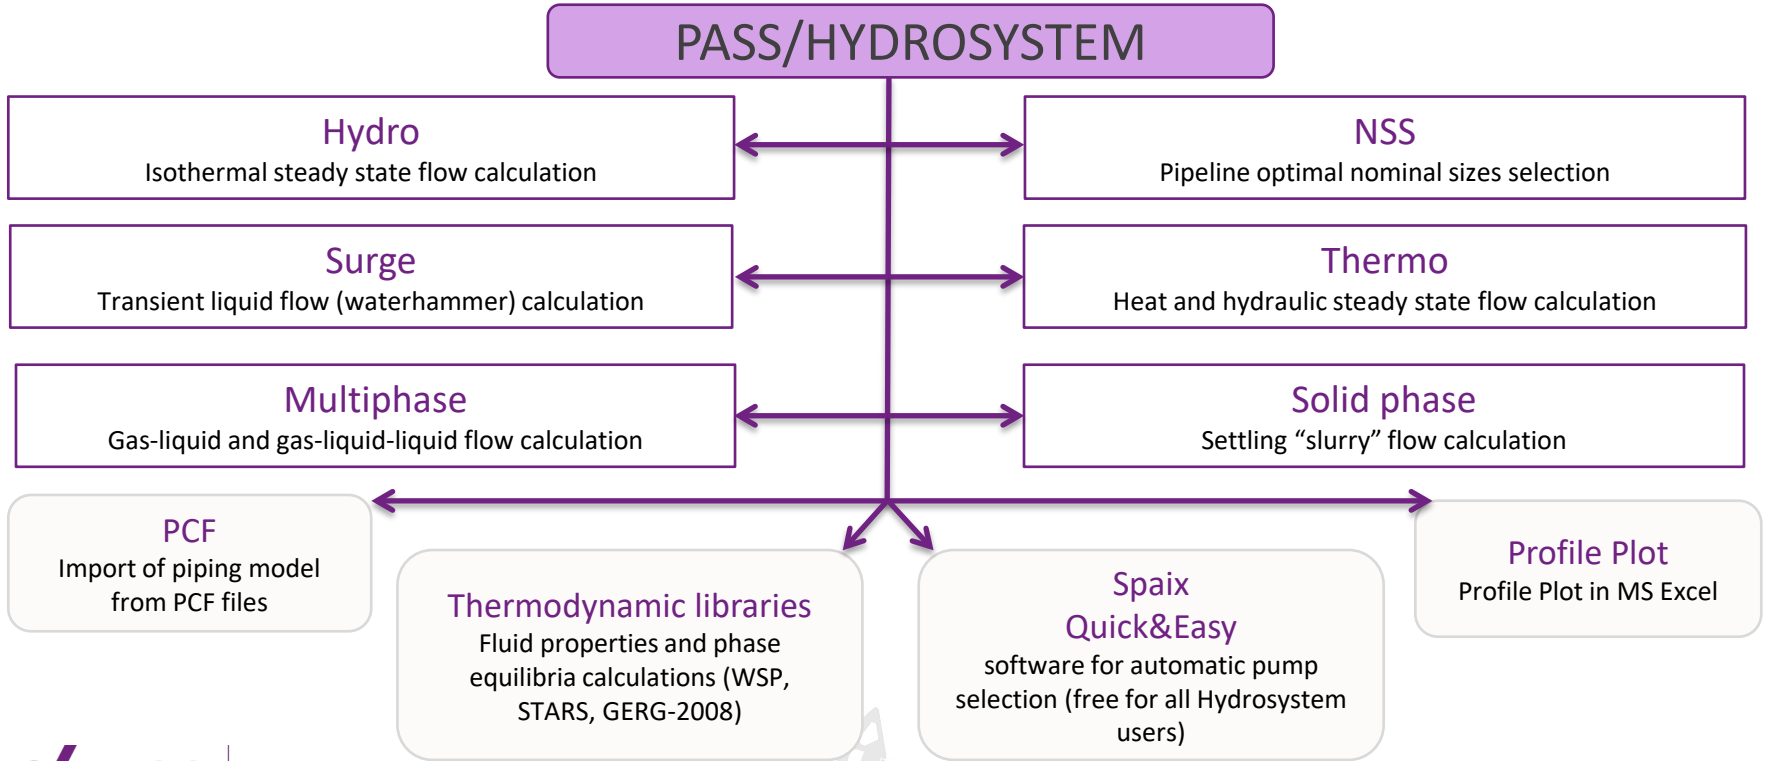 PASS/HYDROSYSTEM
Hydro
Isothermal steady state flow calculation
NSS
Pipeline optimal nominal sizes selection
Surge
Transient liquid flow (waterhammer) calculation
Thermo
Heat and hydraulic steady state flow calculation
Multiphase
Gas-liquid and gas-liquid-liquid flow calculation
Solid phase
Settling “slurry” flow calculation
PCF
Import of piping model
from PCF files
Thermodynamic libraries
Fluid properties and phase
equilibria calculations (WSP,
STARS, GERG-2008)
Spaix
Quick&Easy
software for automatic pump
selection (free for all Hydrosystem
users)
Profile Plot
Profile Plot in MS Excel